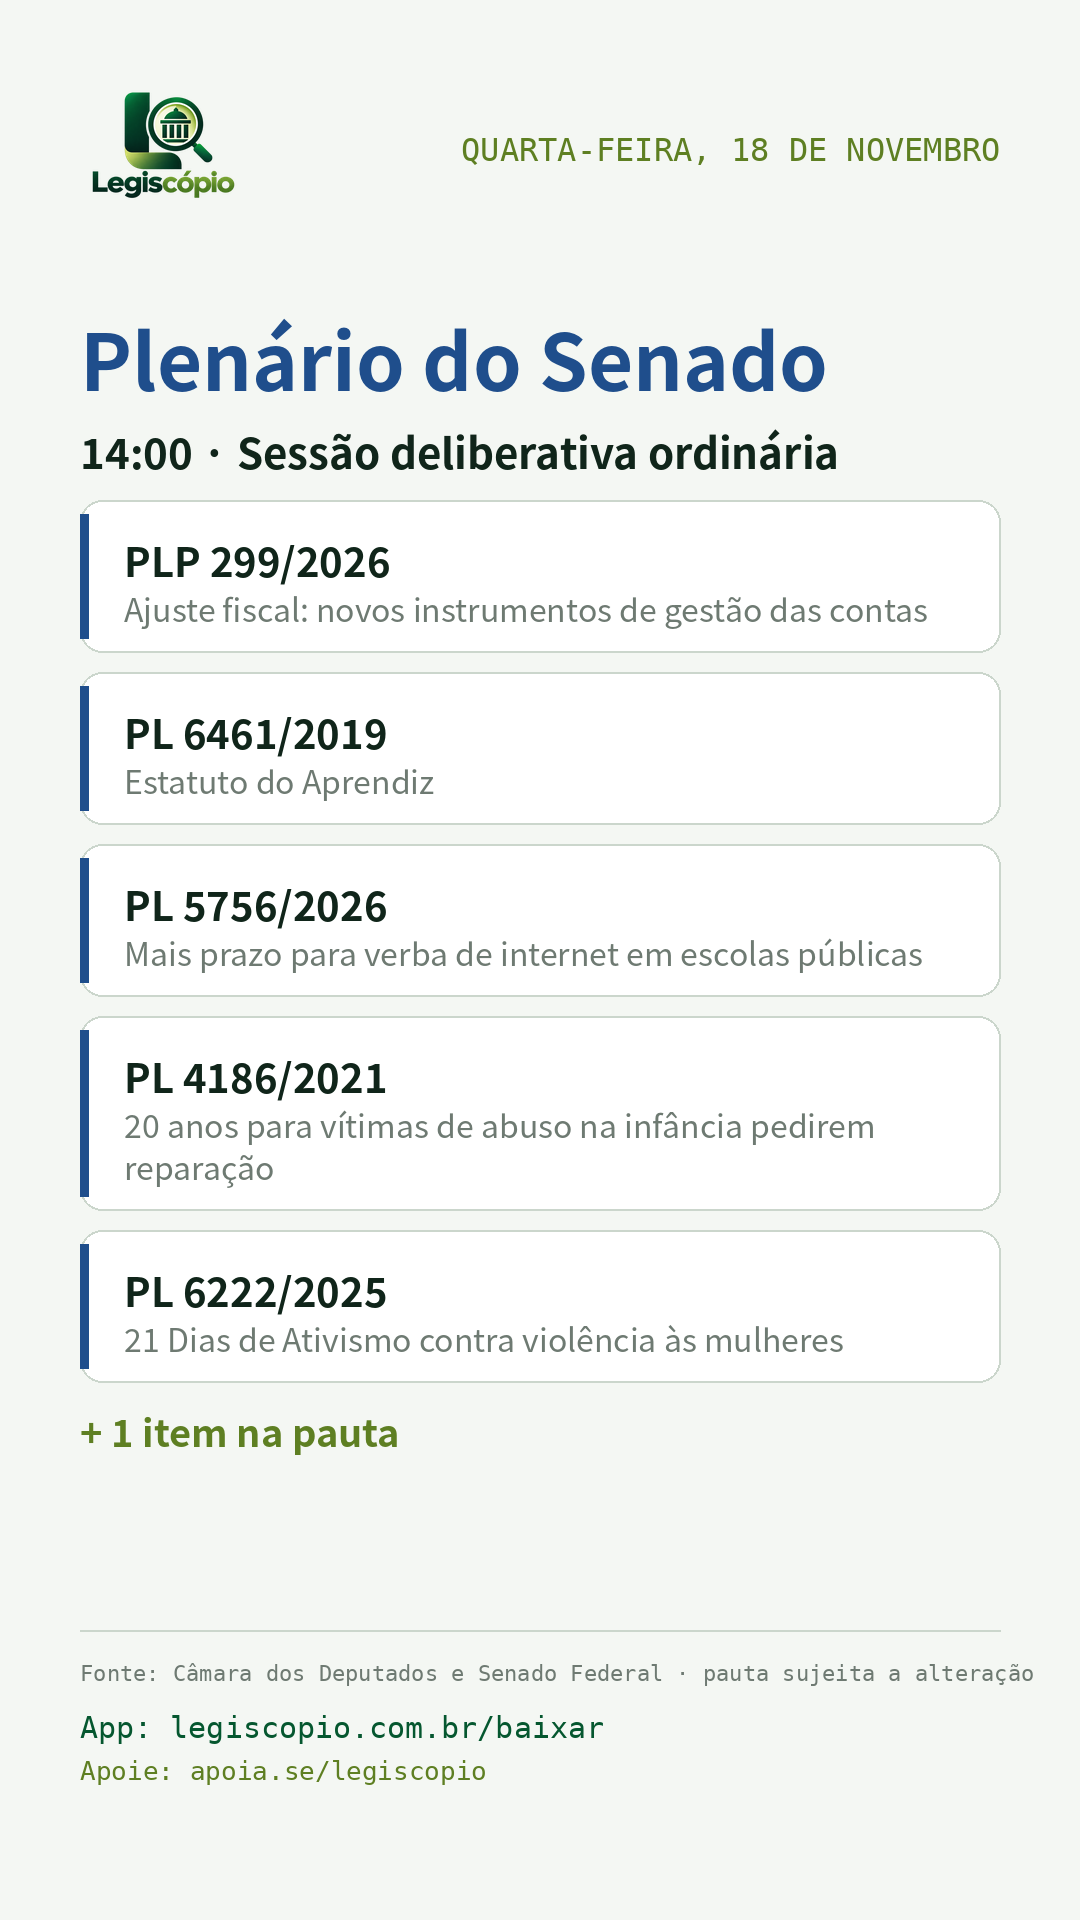 Legiscópio
QUARTA-FEIRA, 18 DE NOVEMBRO
Plenário do Senado
14:00 · Sessão deliberativa ordinária
PLP 299/2026
Ajuste fiscal: novos instrumentos de gestão das contas
PL 6461/2019
Estatuto do Aprendiz
PL 5756/2026
Mais prazo para verba de internet em escolas públicas
PL 4186/2021
20 anos para vítimas de abuso na infância pedirem
reparação
PL 6222/2025
21 Dias de Ativismo contra violência às mulheres
+ 1 item na pauta
Fonte: Câmara dos Deputados e Senado Federal · pauta sujeita a alteração
App: legiscopio.com.br/baixar
Apoie: apoia.se/legiscopio